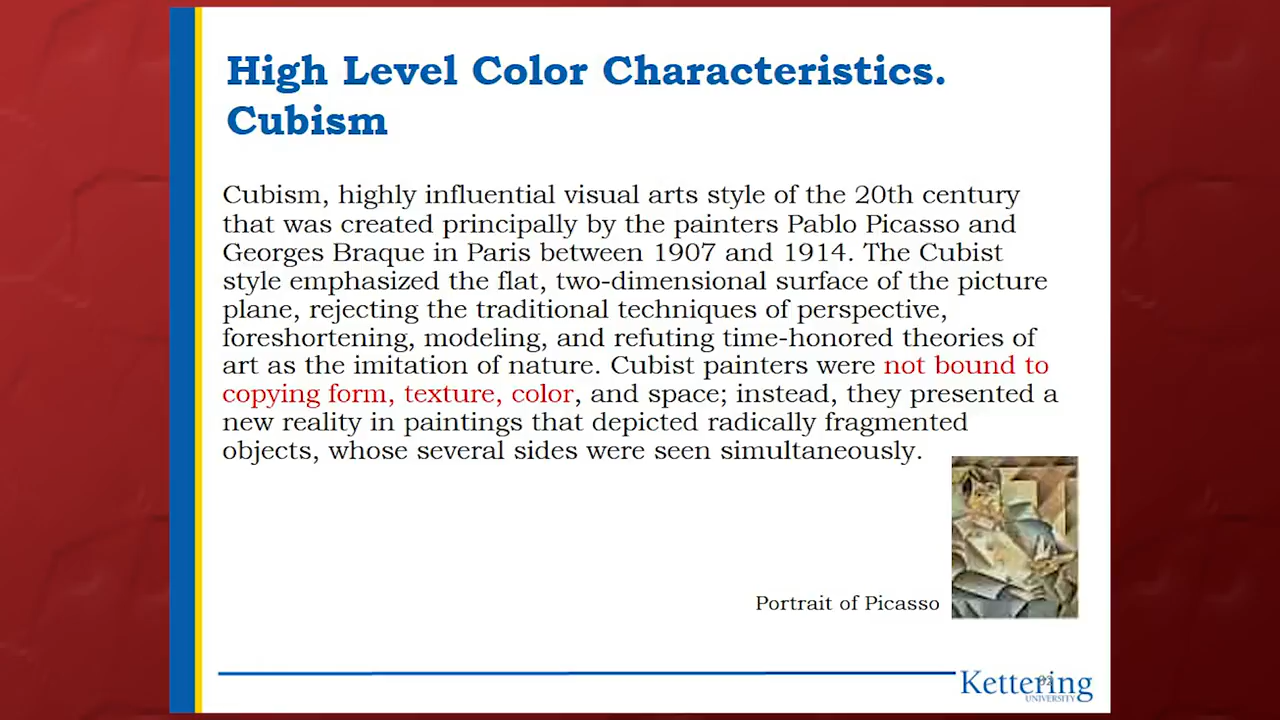 High Level Color Characteristics.
Cubism
Cubism, highly influential visual arts style of the 20th century
that was created principally by the painters Pablo Picasso and
Georges Braque in Paris between 1907 and 1914. The Cubist
style emphasized the flat, two-dimensional surface of the picture
plane, rejecting the traditional techniques of perspective,
foreshortening, modeling, and refuting time-honored theories of
art as the imitation of nature. Cubist painters were not bound to
copying form, texture, color, and space; instead, they presented a
new reality in paintings that depicted radically fragmented
objects, whose several sides were seen simultaneously.
Portrait of Picasso
Kettering
UNIVERSITY